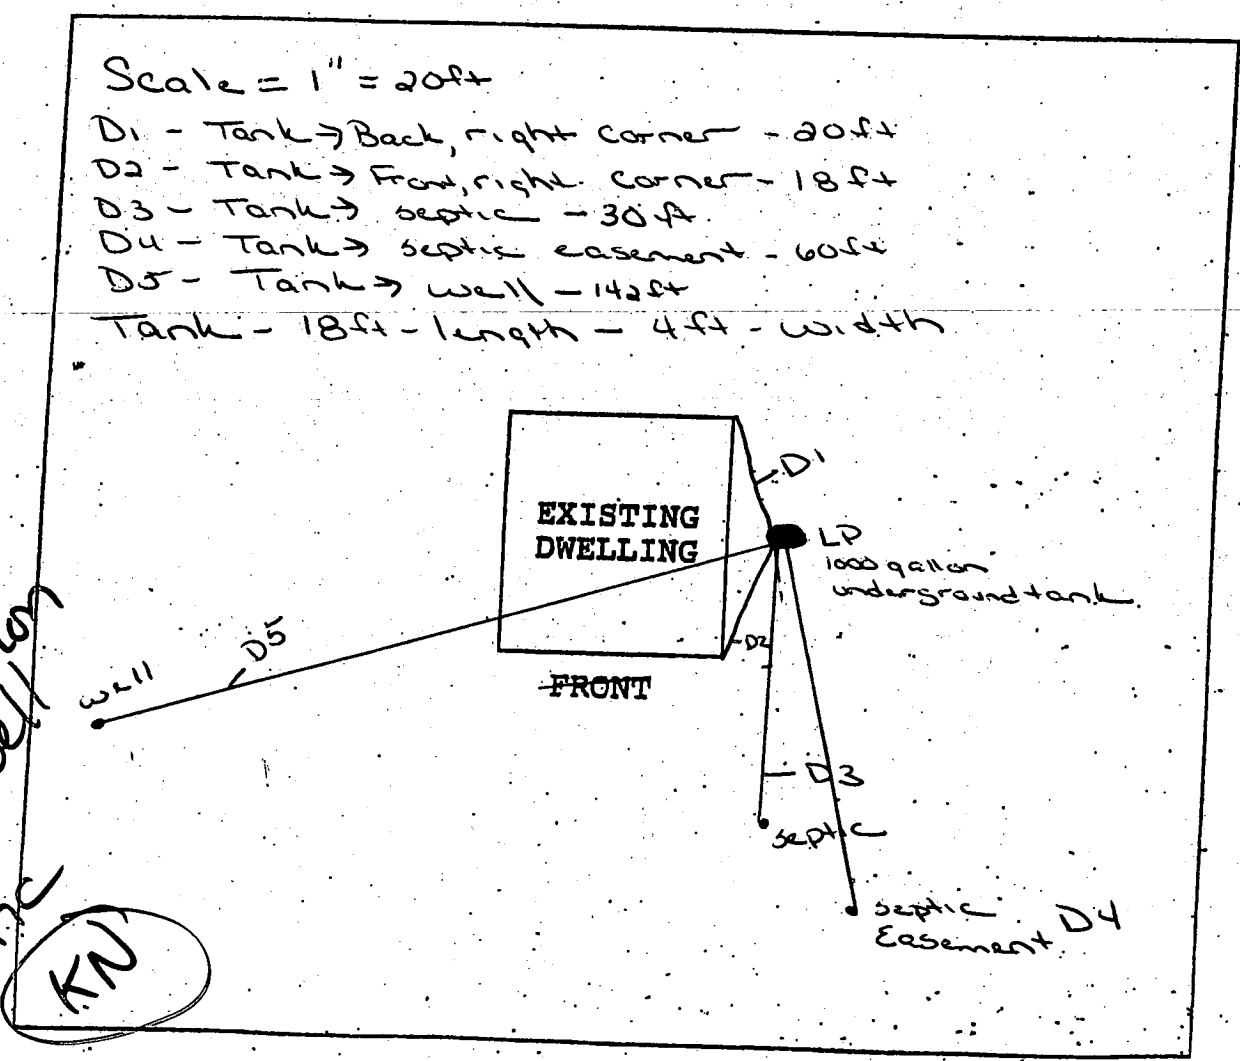 Scale = 1" = 20ft
D1 - Tank → Back, right corner - 20ft
D2 - Tank → Front, right. corner - 18ft
D3 - Tank → septic - 30ft.
D4 - Tank → septic easement - 60ft
D5 - Tank → well - 142ft
Tank - 18ft - length - 4ft - width
D1
EXISTING
DWELLING
LP
1000 gallon
underground tank.
D2
D5
well
FRONT
D3
septic
septic
Easement.
D4
KN